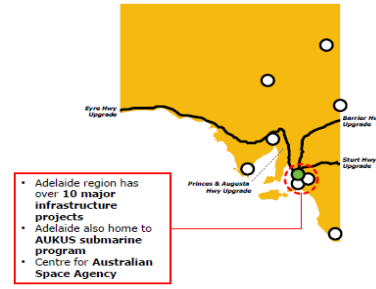 Eyre Hwy
Upgrade
Barrier Hw
Upgrade
Sturt Hwy
Upgrade
Princes & Augusta
Hwy Upgrade
• Adelaide region has
over 10 major
infrastructure
projects
• Adelaide also home to
AUKUS submarine
program
• Centre for Australian
Space Agency